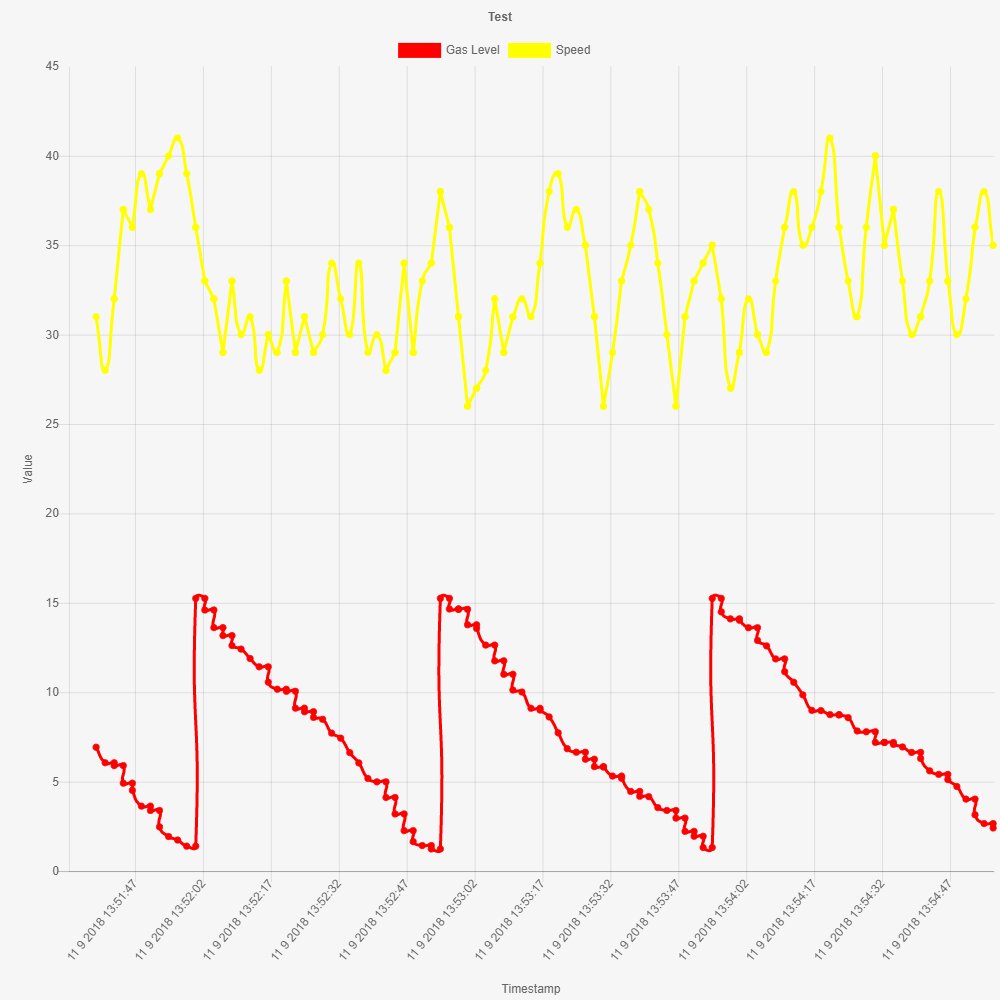 Test
Gas Level Speed
45
40
35
30
25
20
15
10
5
0
Value
11 9 2018 13:51:47
11 9 2018 13:52:02
11 9 2018 13:52:17
11 9 2018 13:52:32
11 9 2018 13:52:47
11 9 2018 13:53:02
11 9 2018 13:53:17
11 9 2018 13:53:32
11 9 2018 13:53:47
11 9 2018 13:54:02
11 9 2018 13:54:17
11 9 2018 13:54:32
11 9 2018 13:54:47
Timestamp